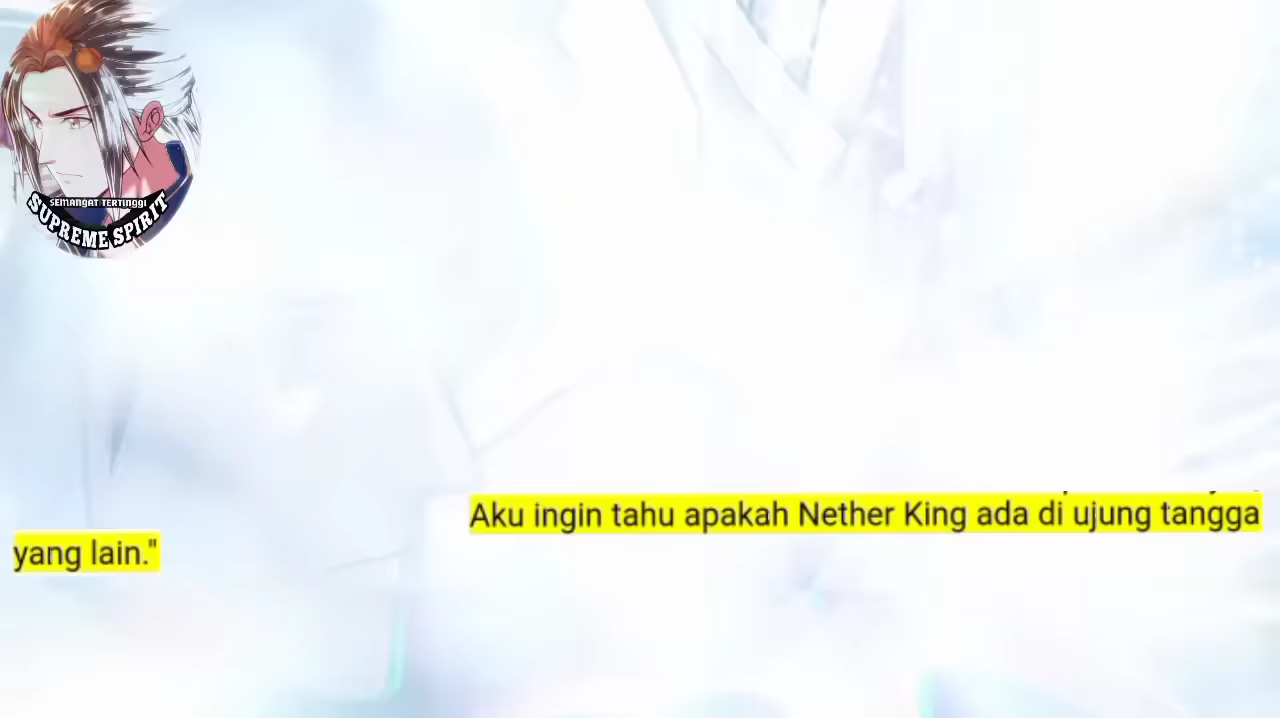 SEMANGAT TERTINGGI
SUPREME SPIRIT
Aku ingin tahu apakah Nether King ada di ujung tangga
yang lain."